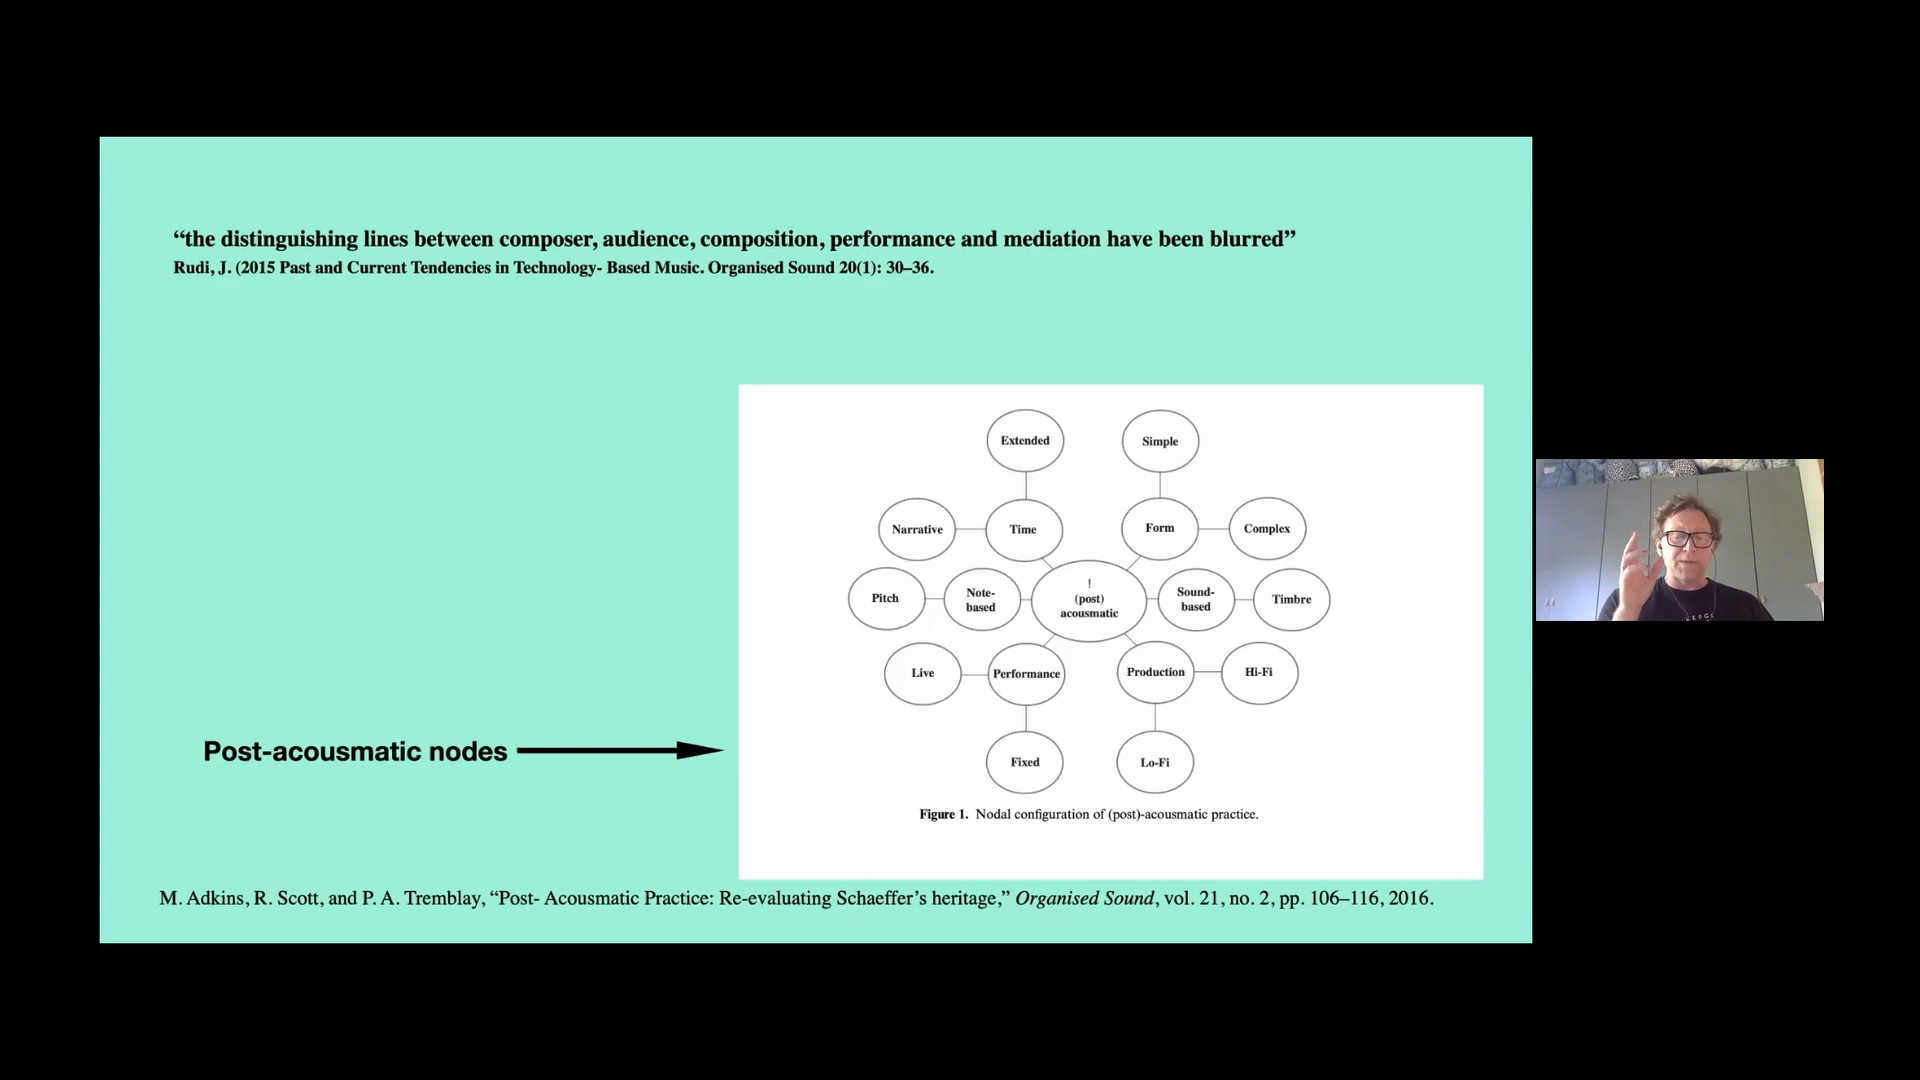 “the distinguishing lines between composer, audience, composition, performance and mediation have been blurred”
Rudi, J. (2015 Past and Current Tendencies in Technology- Based Music. Organised Sound 20(1): 30–36.
Extended
Simple
Narrative
Time
Form
Complex
Pitch
Note-
based
!
(post)
acousmatic
Sound-
based
Timbre
Live
Performance
Production
Hi-Fi
Fixed
Lo-Fi
Figure 1. Nodal configuration of (post)-acousmatic practice.
Post-acousmatic nodes
M. Adkins, R. Scott, and P. A. Tremblay, “Post- Acousmatic Practice: Re-evaluating Schaeffer’s heritage,” Organised Sound, vol. 21, no. 2, pp. 106–116, 2016.